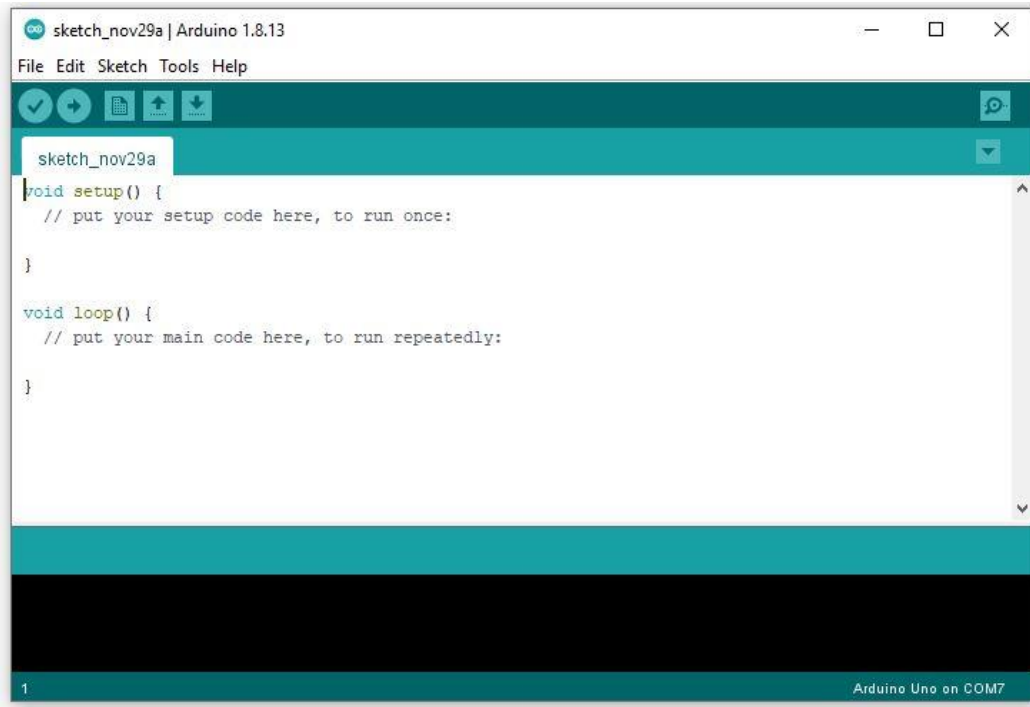 sketch_nov29a | Arduino 1.8.13
File Edit Sketch Tools Help
sketch_nov29a
void setup() {
  // put your setup code here, to run once:
}
void loop() {
  // put your main code here, to run repeatedly:
}
1 Arduino Uno on COM7